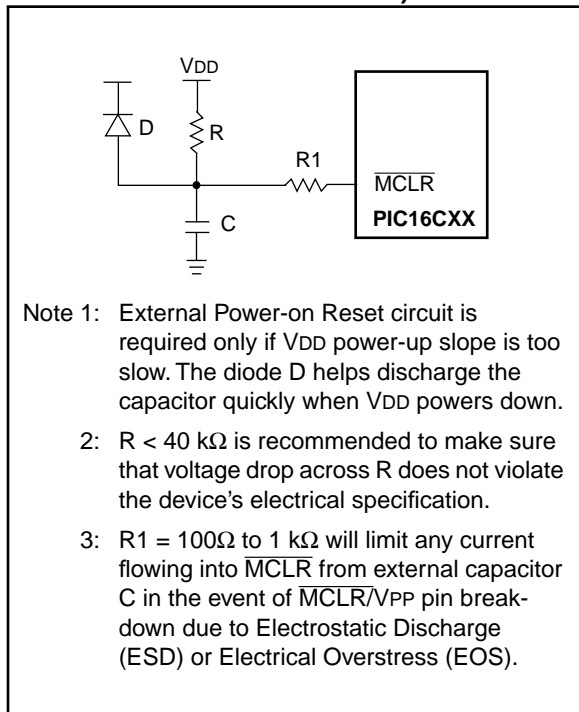 VDD
D
R
R1
MCLR
PIC16CXX
C
Note 1: External Power-on Reset circuit is
required only if VDD power-up slope is too
slow. The diode D helps discharge the
capacitor quickly when VDD powers down.
2: R < 40 kΩ is recommended to make sure
that voltage drop across R does not violate
the device's electrical specification.
3: R1 = 100Ω to 1 kΩ will limit any current
flowing into MCLR from external capacitor
C in the event of MCLR/VPP pin break-
down due to Electrostatic Discharge
(ESD) or Electrical Overstress (EOS).